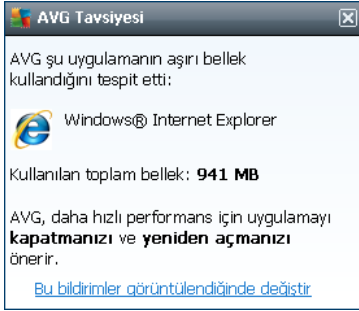 AVG Tavsiyesi
AVG şu uygulamanın aşırı bellek
kullandığını tespit etti:
Windows® Internet Explorer
Kullanılan toplam bellek: 941 MB
AVG, daha hızlı performans için uygulamayı
kapatmanızı ve yeniden açmanızı
önerir.
Bu bildirimler görüntülendiğinde değiştir